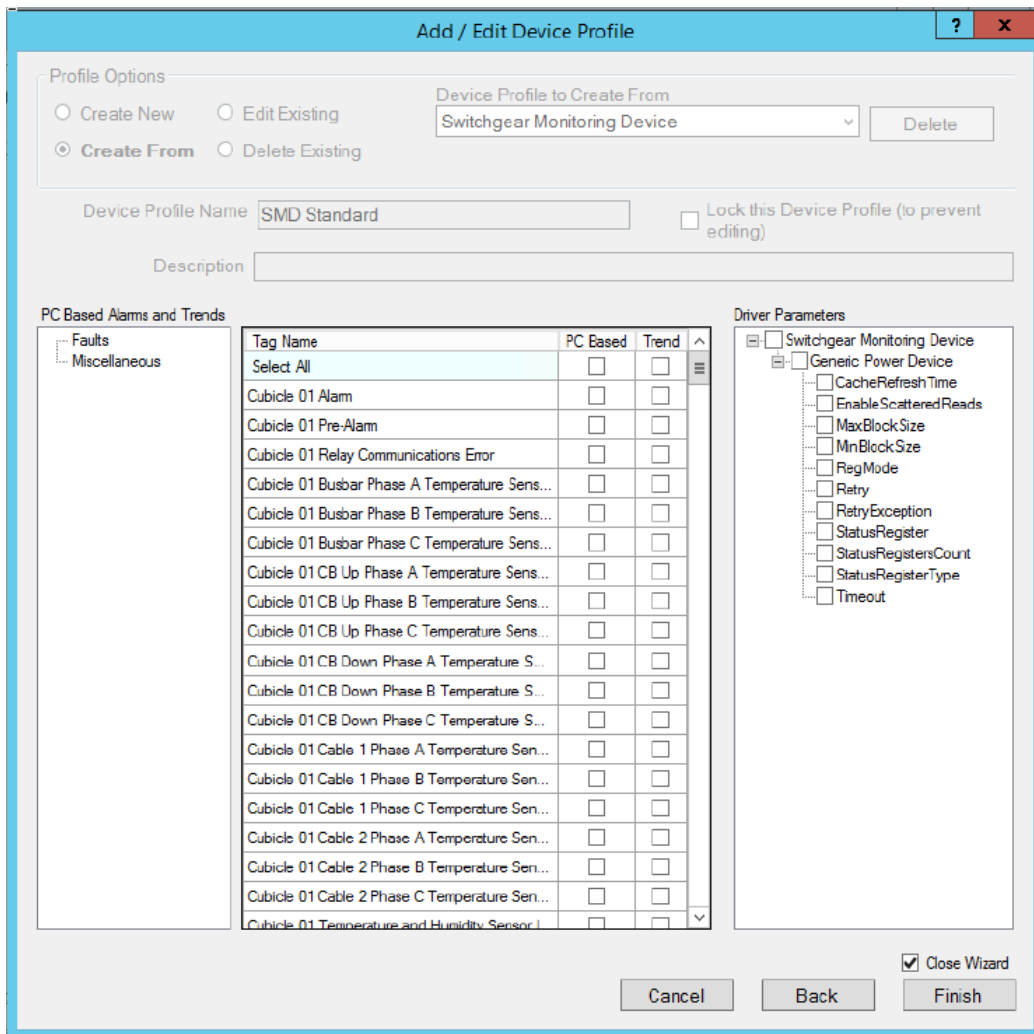 Add / Edit Device Profile
?
x
Profile Options
Create New
Edit Existing
Device Profile to Create From
Switchgear Monitoring Device
Delete
Create From
Delete Existing
Device Profile Name
SMD Standard
Lock this Device Profile (to prevent
editing)
Description
PC Based Alarms and Trends
Faults
Miscellaneous
Tag Name
PC Based
Trend
Select All
Cubicle 01 Alarm
Cubicle 01 Pre-Alarm
Cubicle 01 Relay Communications Error
Cubicle 01 Busbar Phase A Temperature Sens...
Cubicle 01 Busbar Phase B Temperature Sens...
Cubicle 01 Busbar Phase C Temperature Sens...
Cubicle 01 CB Up Phase A Temperature Sens...
Cubicle 01 CB Up Phase B Temperature Sens...
Cubicle 01 CB Up Phase C Temperature Sens...
Cubicle 01 CB Down Phase A Temperature S...
Cubicle 01 CB Down Phase B Temperature S...
Cubicle 01 CB Down Phase C Temperature S...
Cubicle 01 Cable 1 Phase A Temperature Sen...
Cubicle 01 Cable 1 Phase B Temperature Sen...
Cubicle 01 Cable 1 Phase C Temperature Sen...
Cubicle 01 Cable 2 Phase A Temperature Sen...
Cubicle 01 Cable 2 Phase B Temperature Sen...
Cubicle 01 Cable 2 Phase C Temperature Sen...
Cubicle 01 Temperature and Humidity Sensor
Driver Parameters
Switchgear Monitoring Device
Generic Power Device
CacheRefreshTime
EnableScatteredReads
MaxBlockSize
MinBlockSize
RegMode
Retry
RetryException
StatusRegister
StatusRegistersCount
StatusRegisterType
Timeout
Close Wizard
Cancel
Back
Finish